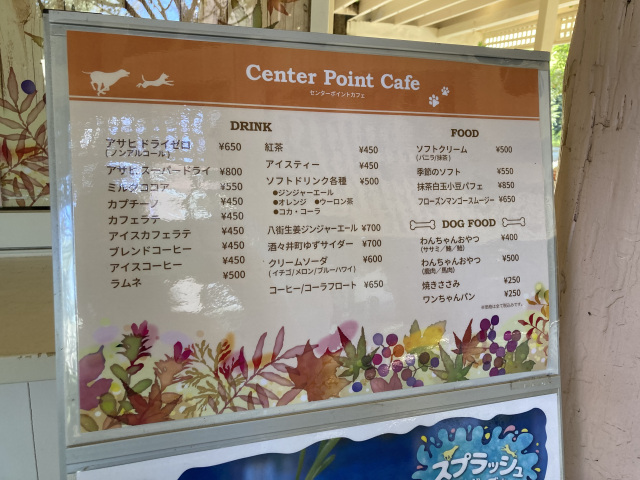 Center Point Cafe
センターポイントカフェ
DRINK
アサヒ ドライゼロ ¥650
(ノンアルコール)
アサヒ スーパードライ ¥800
ミルクココア ¥550
カプチーノ ¥450
カフェラテ ¥450
アイスカフェラテ ¥450
ブレンドコーヒー ¥450
アイスコーヒー ¥450
ラムネ ¥500
紅茶 ¥450
アイスティー ¥450
ソフトドリンク各種 ¥500
●ジンジャーエール
●オレンジ ●ウーロン茶
●コカ・コーラ
八街生姜ジンジャーエール ¥700
酒々井町ゆずサイダー ¥700
クリームソーダ ¥600
(イチゴ/メロン/ブルーハワイ)
コーヒー/コーラフロート ¥650
FOOD
ソフトクリーム ¥500
(バニラ/抹茶)
季節のソフト ¥550
抹茶白玉小豆パフェ ¥850
フローズンマンゴースムージー ¥650
DOG FOOD
わんちゃんおやつ ¥400
わんちゃんおやつ ¥500
(鹿肉/馬肉)
焼きささみ ¥250
ワンちゃんパン ¥250
スプラッシュ